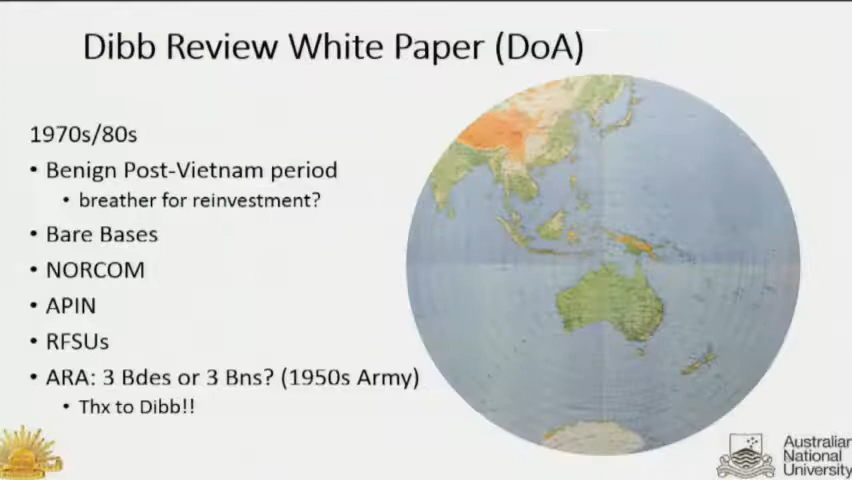 Dibb Review White Paper (DoA)
1970s/80s
• Benign Post-Vietnam period
• breather for reinvestment?
• Bare Bases
• NORCOM
• APIN
• RFSUs
• ARA: 3 Bdes or 3 Bns? (1950s Army)
• Thx to Dibb!!
Australian
National
University